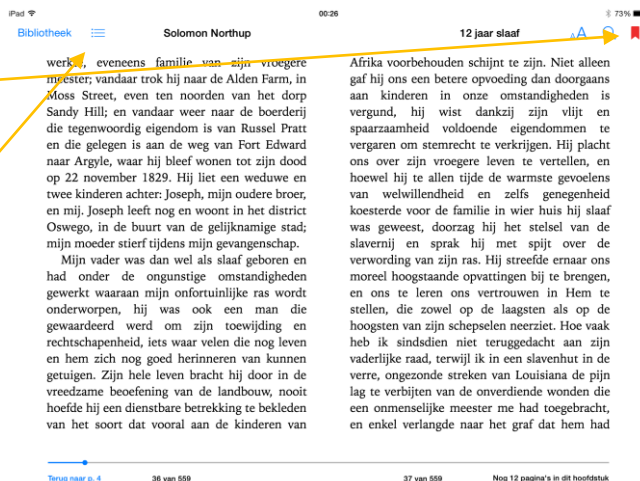 iPad
00:26
73%
Bibliotheek
Solomon Northup
12 jaar slaaf
AA
werkte, eveneens familie van zijn vroegere
meester; vandaar trok hij naar de Alden Farm, in
Moss Street, even ten noorden van het dorp
Sandy Hill; en vandaar weer naar de boerderij
die tegenwoordig eigendom is van Russel Pratt
en die gelegen is aan de weg van Fort Edward
naar Argyle, waar hij bleef wonen tot zijn dood
op 22 november 1829. Hij liet een weduwe en
twee kinderen achter: Joseph, mijn oudere broer,
en mij. Joseph leeft nog en woont in het district
Oswego, in de buurt van de gelijknamige stad;
mijn moeder stierf tijdens mijn gevangenschap.
Mijn vader was dan wel als slaaf geboren en
had onder de ongunstige omstandigheden
gewerkt waaraan mijn onfortuinlijke ras wordt
onderworpen, hij was ook een man die
gewaardeerd werd om zijn toewijding en
rechtschapenheid, iets waar velen die nog leven
en hem zich nog goed herinneren van kunnen
getuigen. Zijn hele leven bracht hij door in de
vreedzame beoefening van de landbouw, nooit
hoefde hij een dienstbare betrekking te bekleden
van het soort dat vooral aan de kinderen van
Afrika voorbehouden schijnt te zijn. Niet alleen
gaf hij ons een betere opvoeding dan doorgaans
aan kinderen in onze omstandigheden is
vergund, hij wist dankzij zijn vlijt en
spaarzaamheid voldoende eigendommen te
vergaren om stemrecht te verkrijgen. Hij placht
ons over zijn vroegere leven te vertellen, en
hoewel hij te allen tijde de warmste gevoelens
van welwillendheid en zelfs genegenheid
koesterde voor de familie in wier huis hij slaaf
was geweest, doorzag hij het stelsel van de
slavernij en sprak hij met spijt over de
verwording van zijn ras. Hij streefde ernaar ons
moreel hoogstaande opvattingen bij te brengen,
en ons te leren ons vertrouwen in Hem te
stellen, die zowel op de laagsten als op de
hoogsten van zijn schepselen neerziet. Hoe vaak
heb ik sindsdien niet teruggedacht aan zijn
vaderlijke raad, terwijl ik in een slavenhut in de
verre, ongezonde streken van Louisiana de pijn
lag te verbijten van de onverdiende wonden die
een onmenselijke meester me had toegebracht,
en enkel verlangde naar het graf dat hem had
Terug naar p. 4
36 van 559
37 van 559
Nog 12 pagina's in dit hoofdstuk